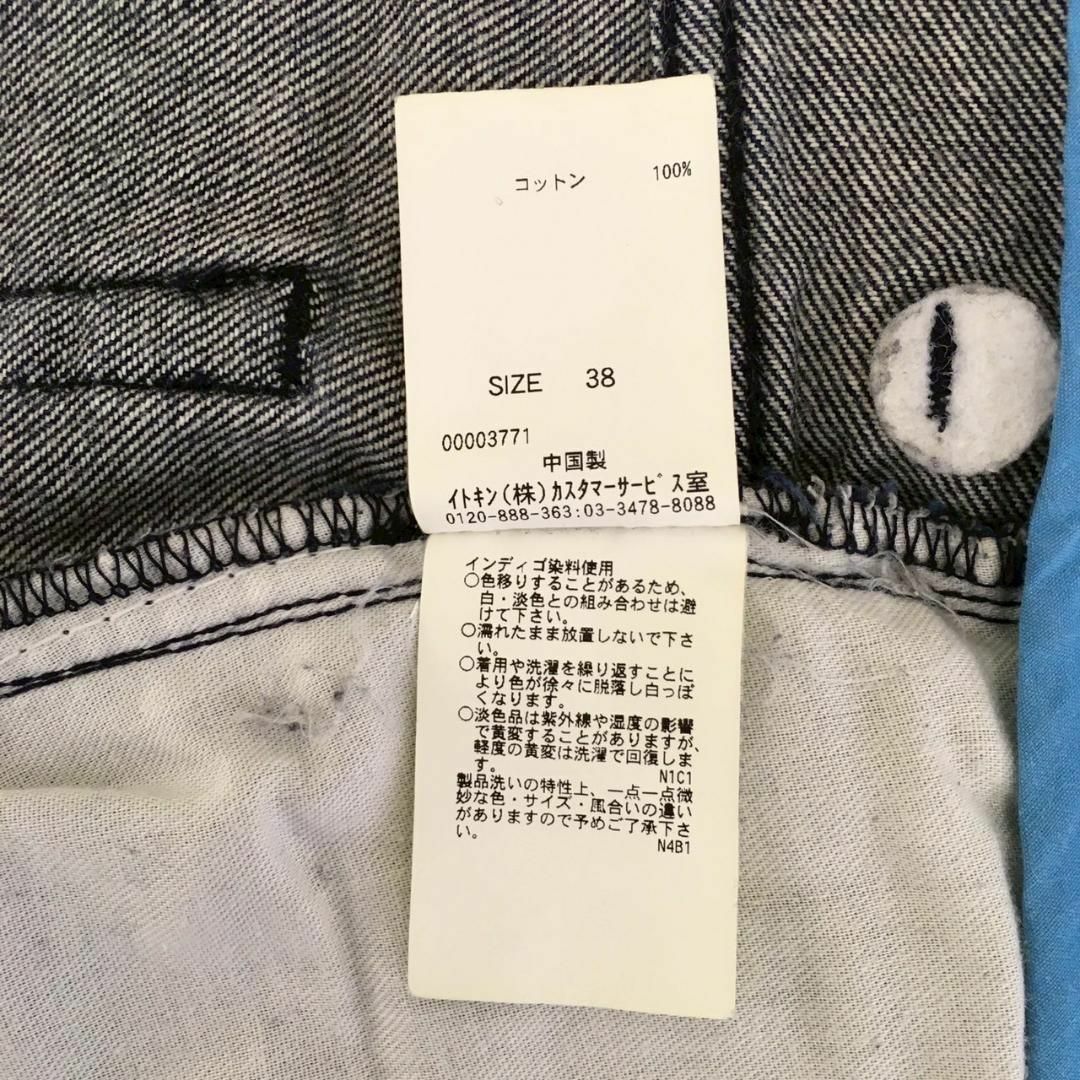 コットン 100%
SIZE 38
00003771
中国製
イトキン(株)カスタマーサービス室
0120-888-363:03-3478-8088
インディゴ染料使用
○色移りすることがあるため、
白・淡色との組み合わせは避
けて下さい。
○濡れたまま放置しないで下さ
い。
○着用や洗濯を繰り返すことに
より色が徐々に脱落し白っぽ
くなります。
○淡色品は紫外線や湿度の影響
で黄変することがありますが、
軽度の黄変は洗濯で回復しま
す。 N1C1
製品洗いの特性上、一点一点微
妙な色・サイズ・風合いの違い
がありますので予めご了承下さ
い。 N4B1